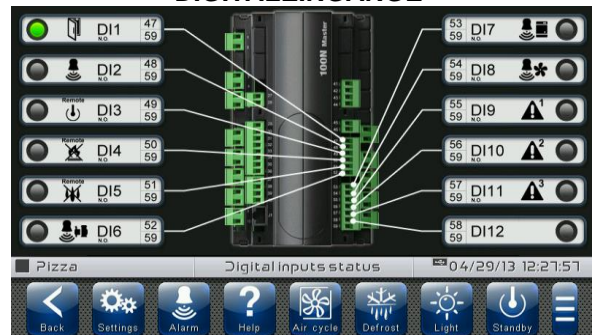 DIGITALEINGÄNGE
DI1 N.O. 47 59
DI2 N.O. 48 59
Remote DI3 N.O. 49 59
Remote DI4 N.O. 50 59
Remote DI5 N.O. 51 59
DI6 N.O. 52 59
100N Master
53 59 DI7 N.O.
54 59 DI8 N.O.
55 59 DI9 N.O. 1
56 59 DI10 N.O. 2
57 59 DI11 N.O. 3
58 59 DI12
Pizza Digital inputs status 04/29/13 12:27:57
Back Settings Alarm Help Air cycle Defrost Light Standby